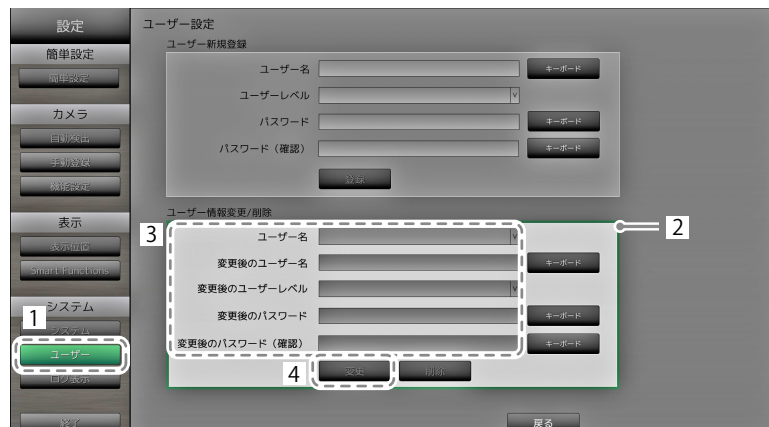 設定
簡単設定
簡単設定
カメラ
自動検出
手動登録
機能設定
表示
表示位置
Smart Functions
システム
1
システム
ユーザー
ログ表示
終了
ユーザー設定
ユーザー新規登録
ユーザー名 キーボード
ユーザーレベル
パスワード キーボード
パスワード（確認） キーボード
登録
ユーザー情報変更/削除
2
3
ユーザー名
変更後のユーザー名 キーボード
変更後のユーザーレベル
変更後のパスワード キーボード
変更後のパスワード（確認） キーボード
4 変更 削除
戻る